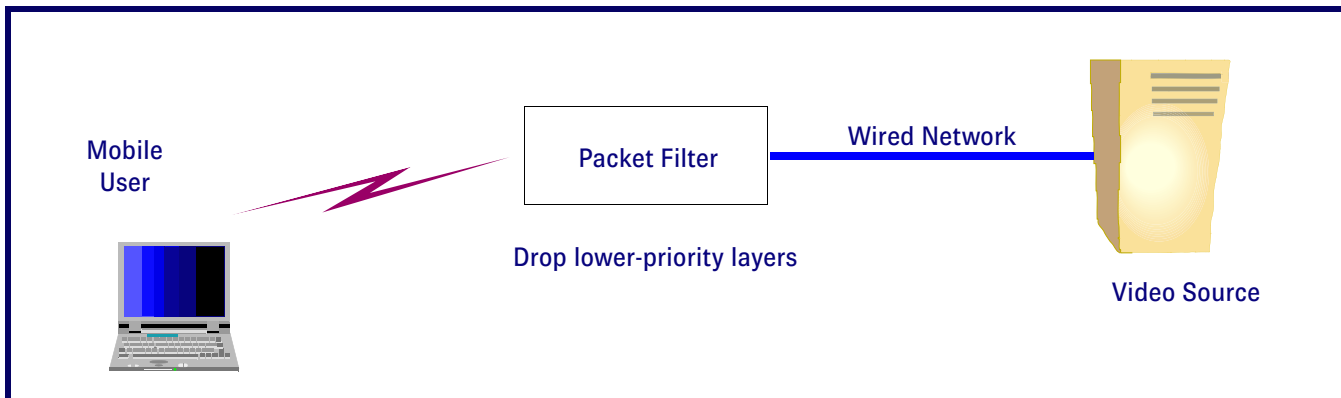 Mobile
User
Packet Filter
Wired Network
Drop lower-priority layers
Video Source